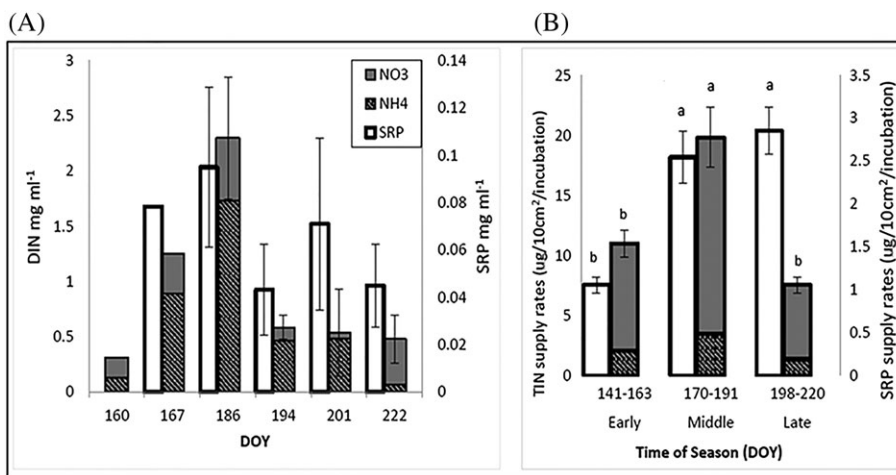 (A)
(B)
3
2.5
2
1.5
1
0.5
0
DIN mg ml-1
0.14
0.12
0.1
0.08
0.06
0.04
0.02
0
SRP mg ml-1
NO3
NH4
SRP
160 167 186 194 201 222
DOY
25
20
15
10
5
0
TIN supply rates (ug/10cm2/incubation)
3.5
3
2.5
2
1.5
1
0.5
0
SRP supply rates (ug/10cm2/incubation)
b b a a a b
141-163 170-191 198-220
Early Middle Late
Time of Season (DOY)